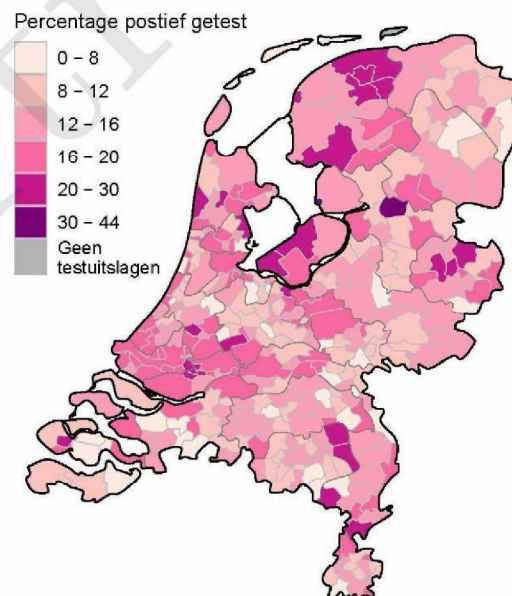 Percentage postief getest
0 – 8
8 – 12
12 – 16
16 – 20
20 – 30
30 – 44
Geen
testuitslagen